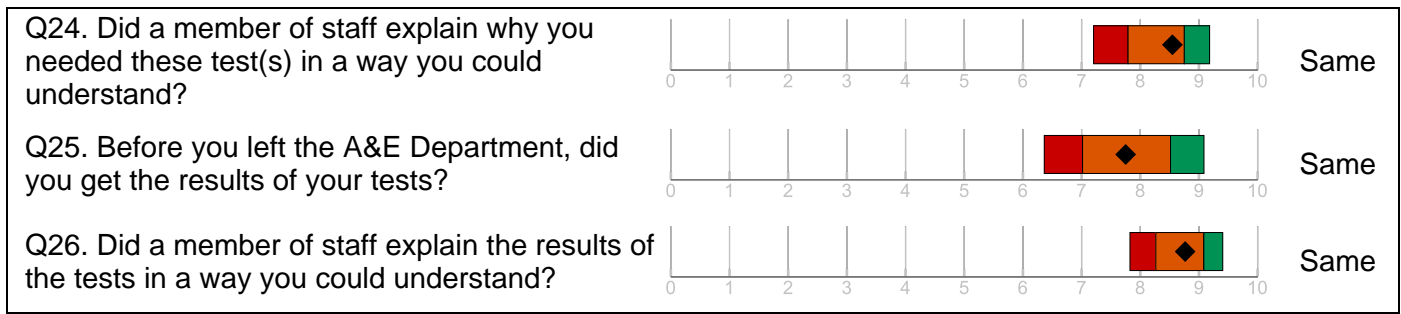 Q24. Did a member of staff explain why you
needed these test(s) in a way you could
understand?
0 1 2 3 4 5 6 7 8 9 10
Same
Q25. Before you left the A&E Department, did
you get the results of your tests?
0 1 2 3 4 5 6 7 8 9 10
Same
Q26. Did a member of staff explain the results of
the tests in a way you could understand?
0 1 2 3 4 5 6 7 8 9 10
Same